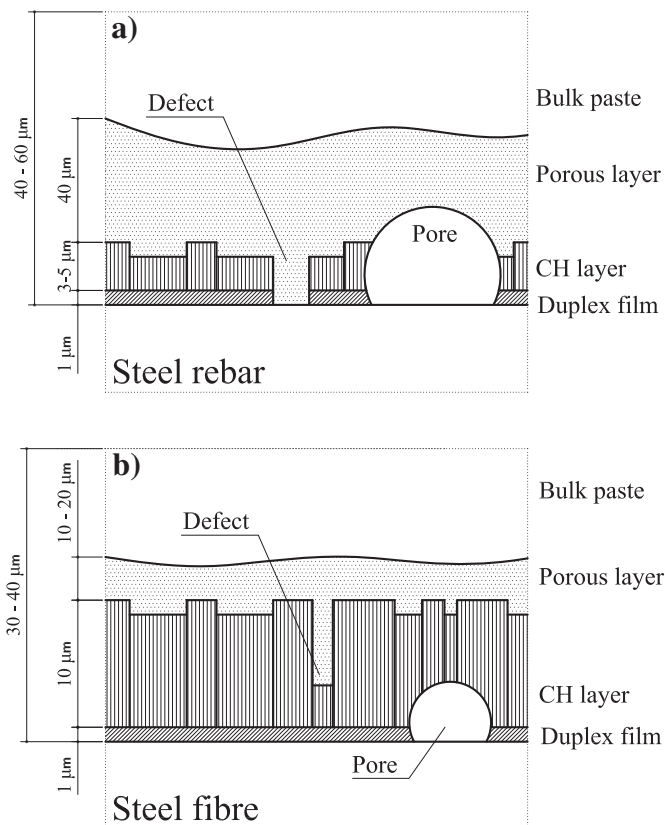 a)
Defect
Bulk paste
Porous layer
Pore
CH layer
Duplex film
40 - 60 µm
40 µm
3-5 µm
1 µm
Steel rebar
b)
Defect
Bulk paste
Porous layer
CH layer
Duplex film
Pore
30 - 40 µm
10 - 20 µm
10 µm
1 µm
Steel fibre